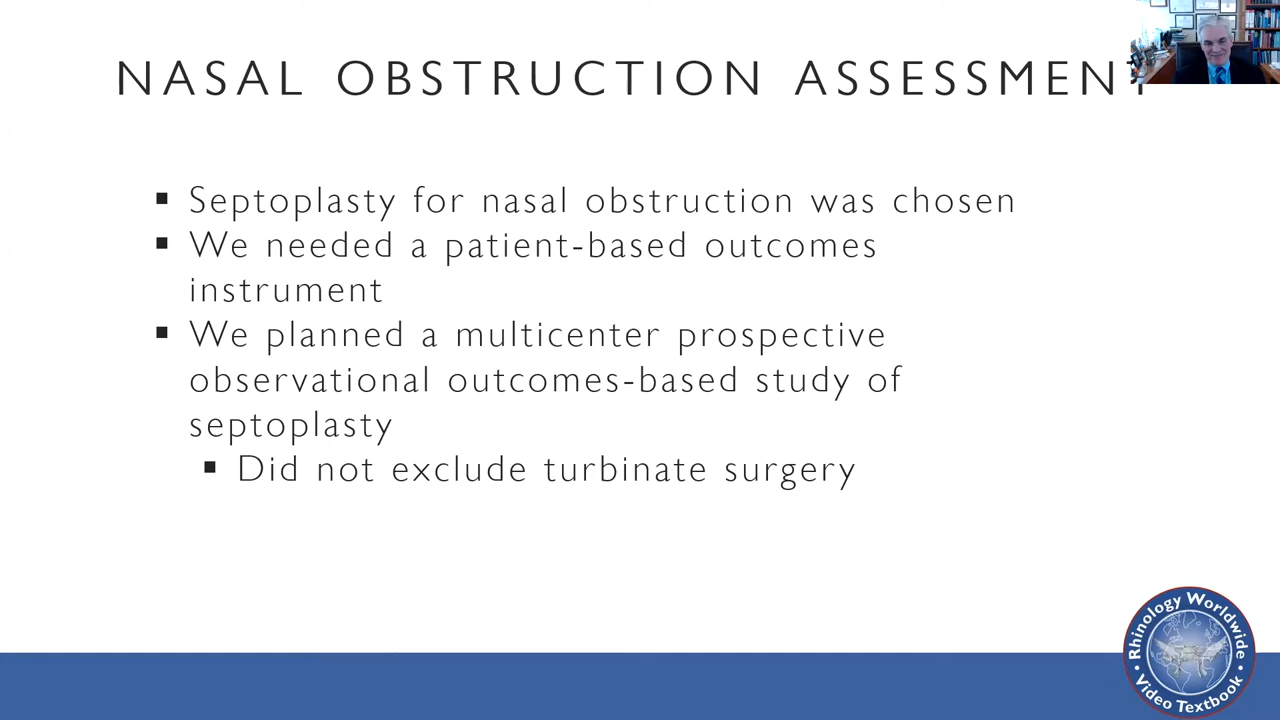 NASAL OBSTRUCTION ASSESSMENT
▪ Septoplasty for nasal obstruction was chosen
▪ We needed a patient-based outcomes
instrument
▪ We planned a multicenter prospective
observational outcomes-based study of
septoplasty
▪ Did not exclude turbinate surgery
Rhinology Worldwide
• Video Textbook •